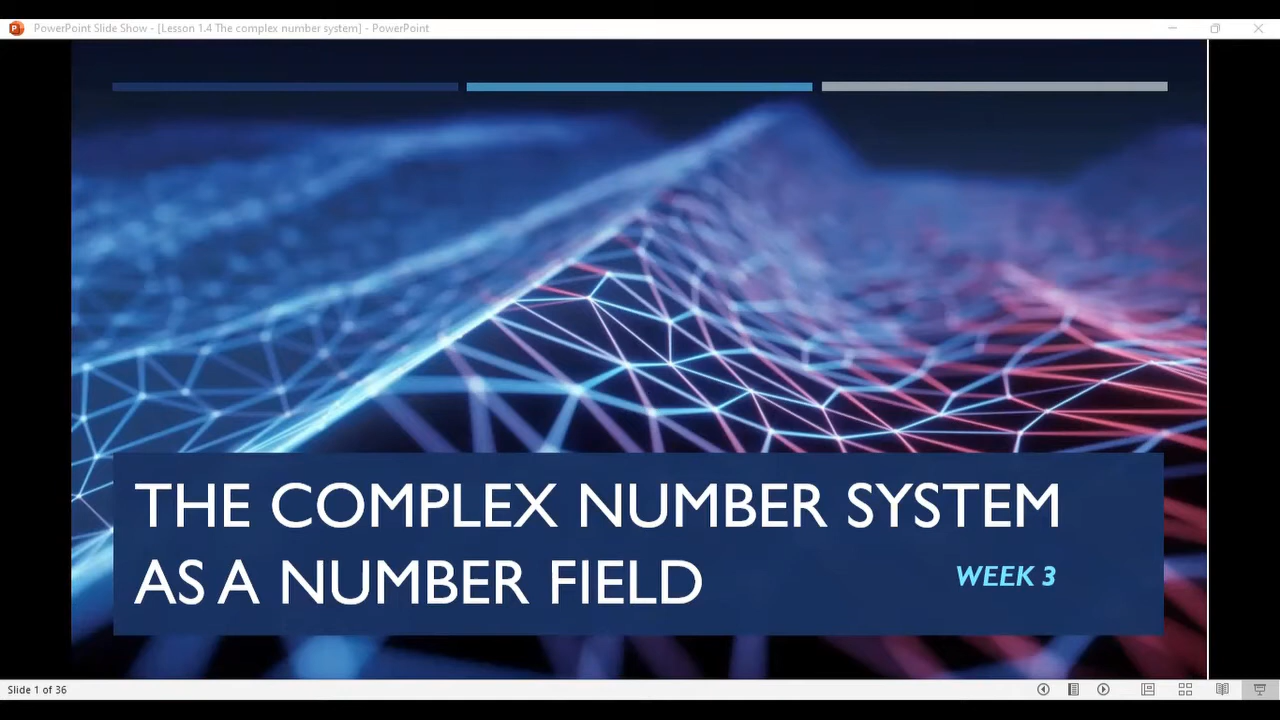 PowerPoint Slide Show - [Lesson 1.4 The complex number system] - PowerPoint
THE COMPLEX NUMBER SYSTEM
AS A NUMBER FIELD
WEEK 3
Slide 1 of 36